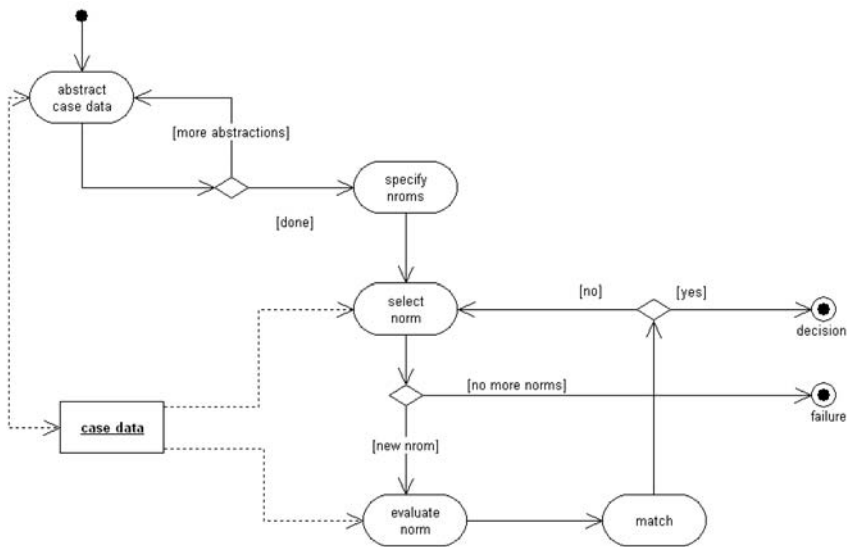 abstract
case data
[more abstractions]
specify
nroms
[done]
select
norm
[no]
[yes]
decision
[no more norms]
failure
case data
[new nrom]
evaluate
norm
match